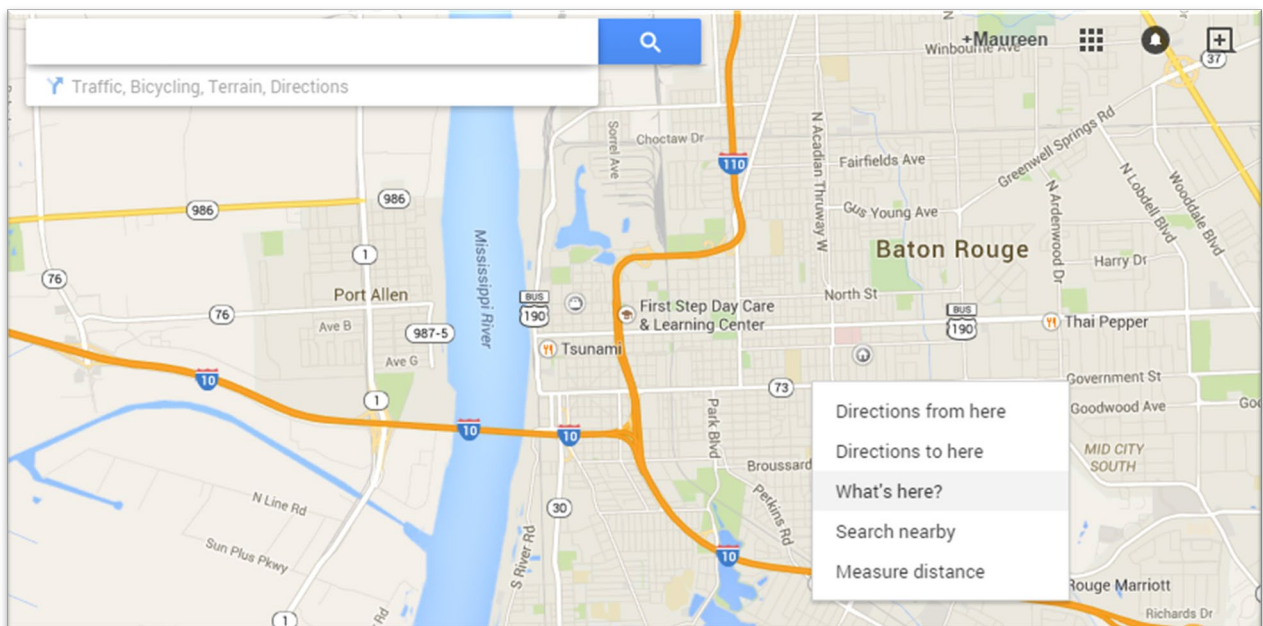 Traffic, Bicycling, Terrain, Directions
+Maureen
Winbourne Ave
37
Sorrel Ave
Choctaw Dr
110
N Acadian Thruway W
Fairfields Ave
Greenwell Springs Rd
N Lobdell Blvd
Wooddale Blvd
N Ardenwood Dr
Gus Young Ave
986
986
1
Mississippi River
Baton Rouge
Harry Dr
76
Port Allen
76
Ave B
987-5
Ave G
BUS
190
First Step Day Care
& Learning Center
North St
BUS
190
Thai Pepper
Tsunami
10
1
10
10
73
Park Blvd
Government St
Goodwood Ave
Goo
MID CITY
SOUTH
Directions from here
Directions to here
What's here?
Search nearby
Measure distance
Broussard
Perkins Rd
N Line Rd
30
Sun Plus Pkwy
S River Rd
10
Rouge Marriott
Richards Dr
1
Rd